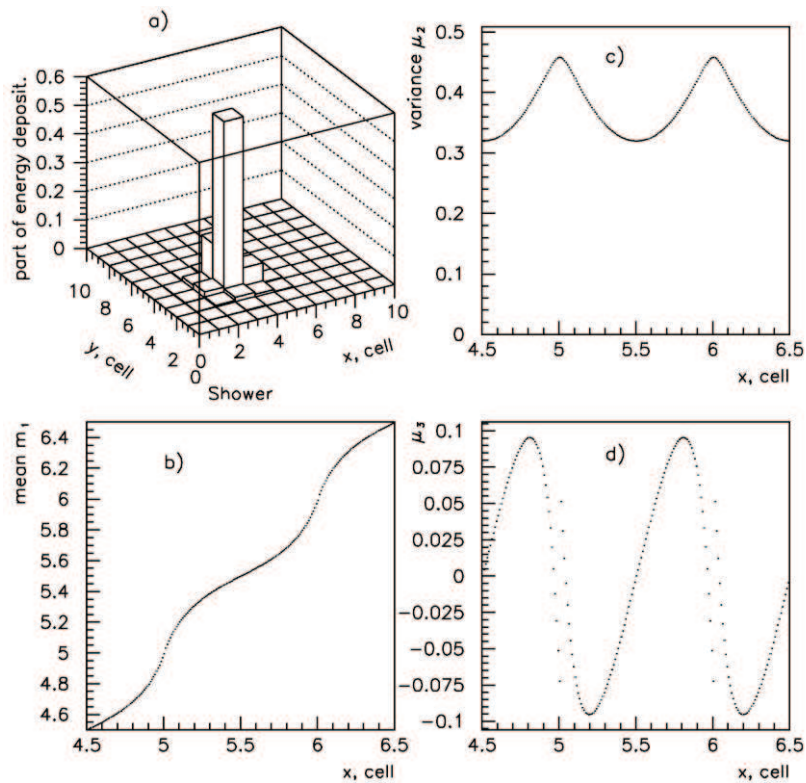 a)
part of energy deposit.
0.6
0.5
0.4
0.3
0.2
0.1
0
10
8
6
4
2
0
y, cell
0
2
4
6
8
10
x, cell
Shower
c)
variance μ₂
0.5
0.4
0.3
0.2
0.1
0
4.5 5 5.5 6 6.5
x, cell
b)
mean m₁
6.4
6.2
6
5.8
5.6
5.4
5.2
5
4.8
4.6
4.5 5 5.5 6 6.5
x, cell
d)
μ₃
0.1
0.075
0.05
0.025
0
−0.025
−0.05
−0.075
−0.1
4.5 5 5.5 6 6.5
x, cell